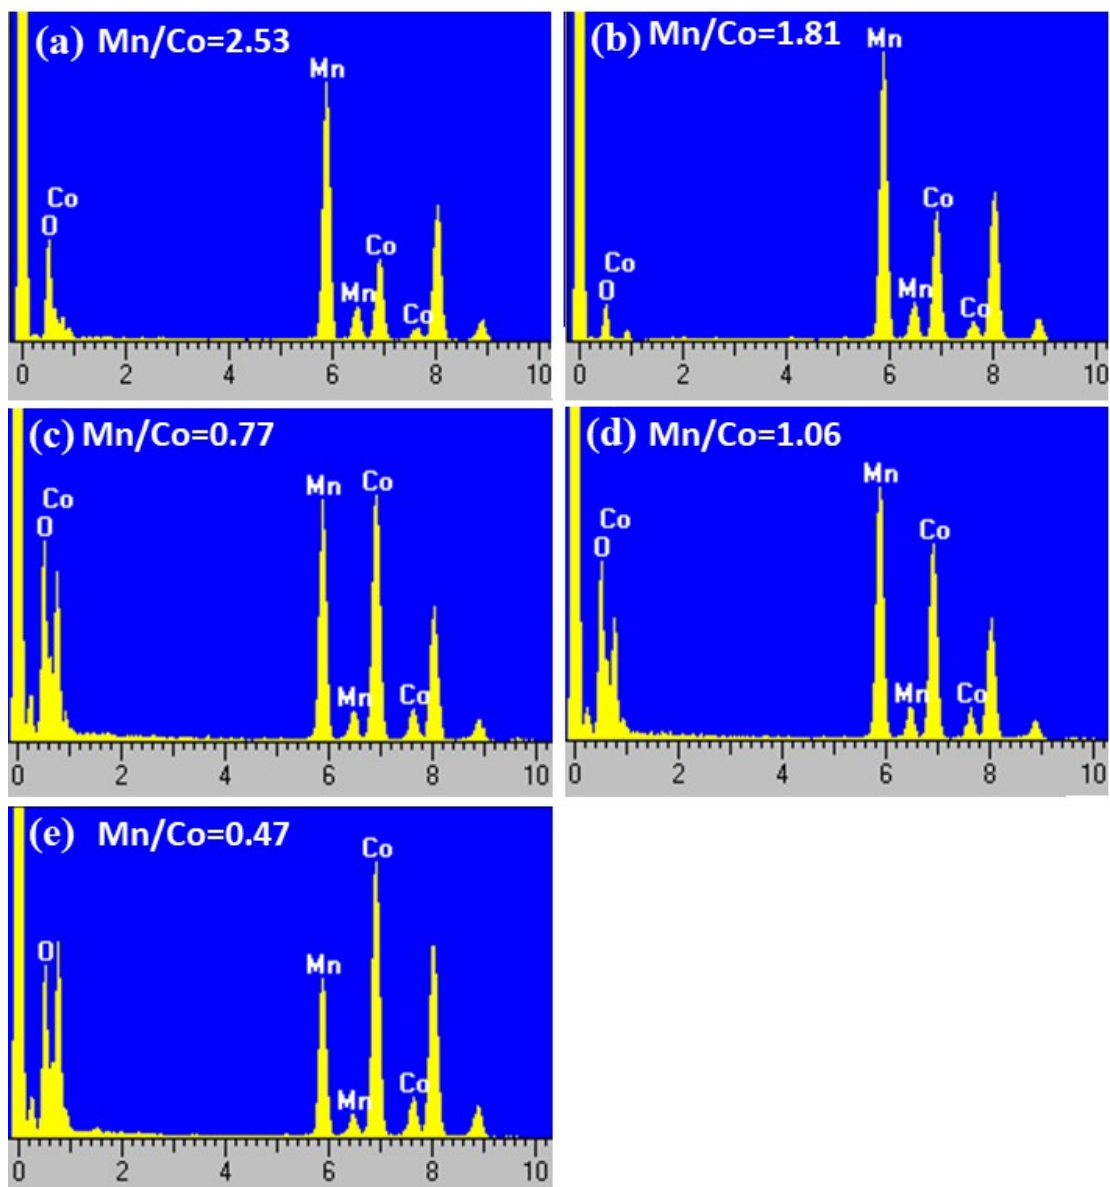 (a) Mn/Co=2.53
Mn
Co
O
Co
Mn
Co
0 2 4 6 8 10
(b) Mn/Co=1.81
Mn
Co
Co
O
Mn
Co
0 2 4 6 8 10
(c) Mn/Co=0.77
Mn Co
Co
O
Mn Co
0 2 4 6 8 10
(d) Mn/Co=1.06
Mn
Co
Co
O
Mn Co
0 2 4 6 8 10
(e) Mn/Co=0.47
Co
O
Mn
Co
Mn
0 2 4 6 8 10